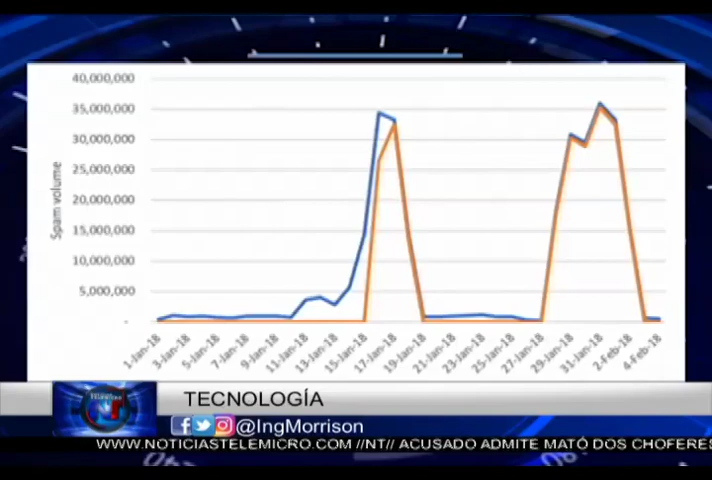 40,000,000
35,000,000
30,000,000
25,000,000
20,000,000
15,000,000
10,000,000
5,000,000
-
Spam volume
1-Jan-18 3-Jan-18 5-Jan-18 7-Jan-18 9-Jan-18 11-Jan-18 13-Jan-18 15-Jan-18 17-Jan-18 19-Jan-18 21-Jan-18 23-Jan-18 25-Jan-18 27-Jan-18 29-Jan-18 31-Jan-18 2-Feb-18 4-Feb-18
NT
TECNOLOGÍA
@IngMorrison
WWW.NOTICIASTELEMICRO.COM //NT// ACUSADO ADMITE MATÓ DOS CHOFERES